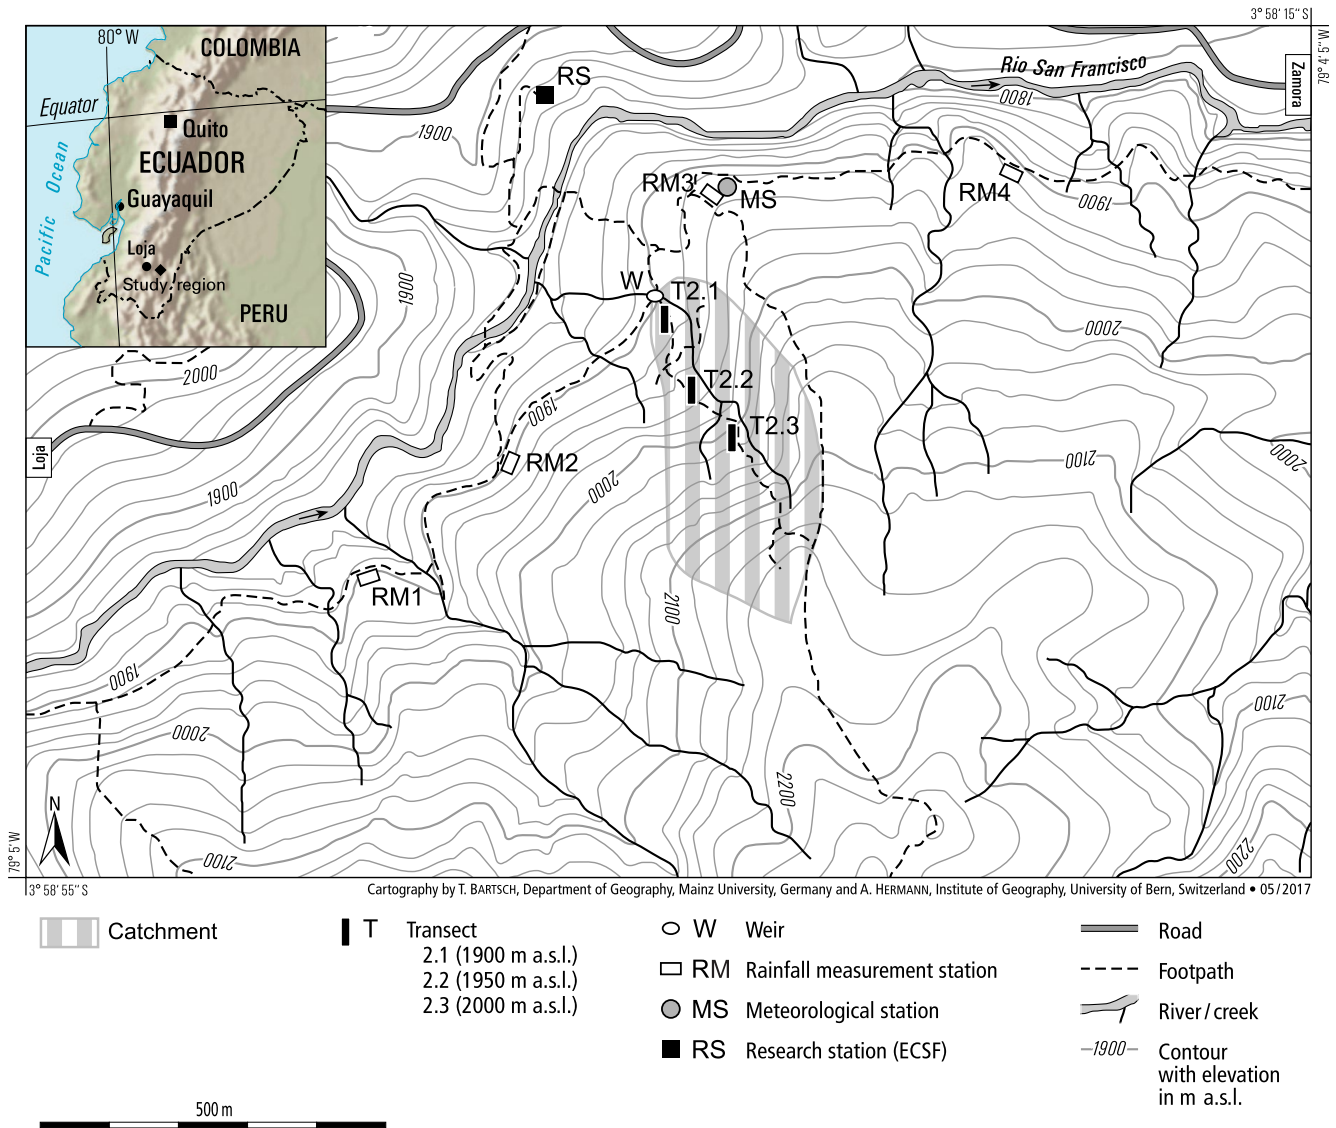 3° 58' 15" S
79° 4' 5" W
80° W
COLOMBIA
Equator
Quito
ECUADOR
Pacific Ocean
Guayaquil
Loja
Study region
PERU
RS
1900
Rio San Francisco
1800
Zamora
RM3
MS
RM4
1900
1900
W
T2.1
2000
2000
T2.2
1900
T2.3
Loja
RM2
2100
2000
1900
2000
RM1
2100
1900
2100
2000
2200
N
2100
2200
79° 5' W
3° 58' 55" S
Cartography by T. BARTSCH, Department of Geography, Mainz University, Germany and A. HERMANN, Institute of Geography, University of Bern, Switzerland • 05/2017
Catchment
T Transect
2.1 (1900 m a.s.l.)
2.2 (1950 m a.s.l.)
2.3 (2000 m a.s.l.)
W Weir
RM Rainfall measurement station
MS Meteorological station
RS Research station (ECSF)
Road
Footpath
River/creek
1900 Contour
with elevation
in m a.s.l.
500 m